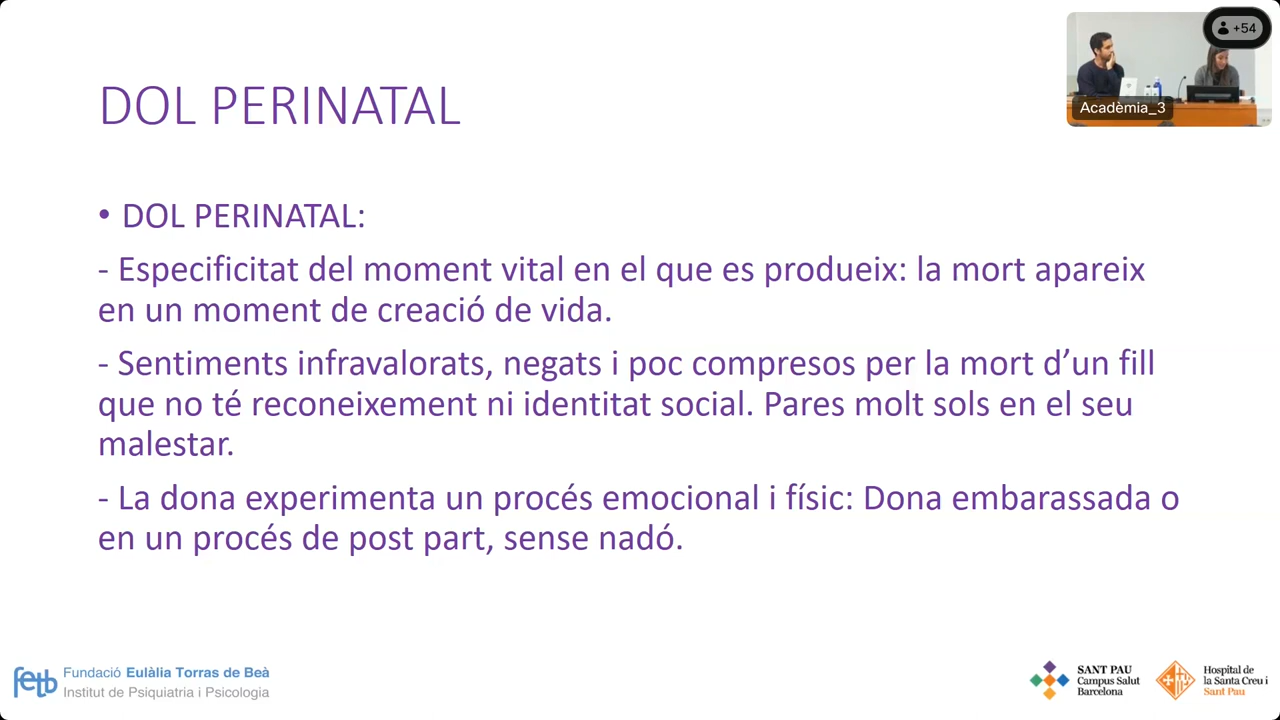 +54
Acadèmia_3
DOL PERINATAL
• DOL PERINATAL:
- Especificitat del moment vital en el que es produeix: la mort apareix
en un moment de creació de vida.
- Sentiments infravalorats, negats i poc compresos per la mort d’un fill
que no té reconeixement ni identitat social. Pares molt sols en el seu
malestar.
- La dona experimenta un procés emocional i físic: Dona embarassada o
en un procés de post part, sense nadó.
fetb
Fundació Eulàlia Torras de Beà
Institut de Psiquiatria i Psicologia
SANT PAU
Campus Salut
Barcelona
Hospital de
la Santa Creu i
Sant Pau